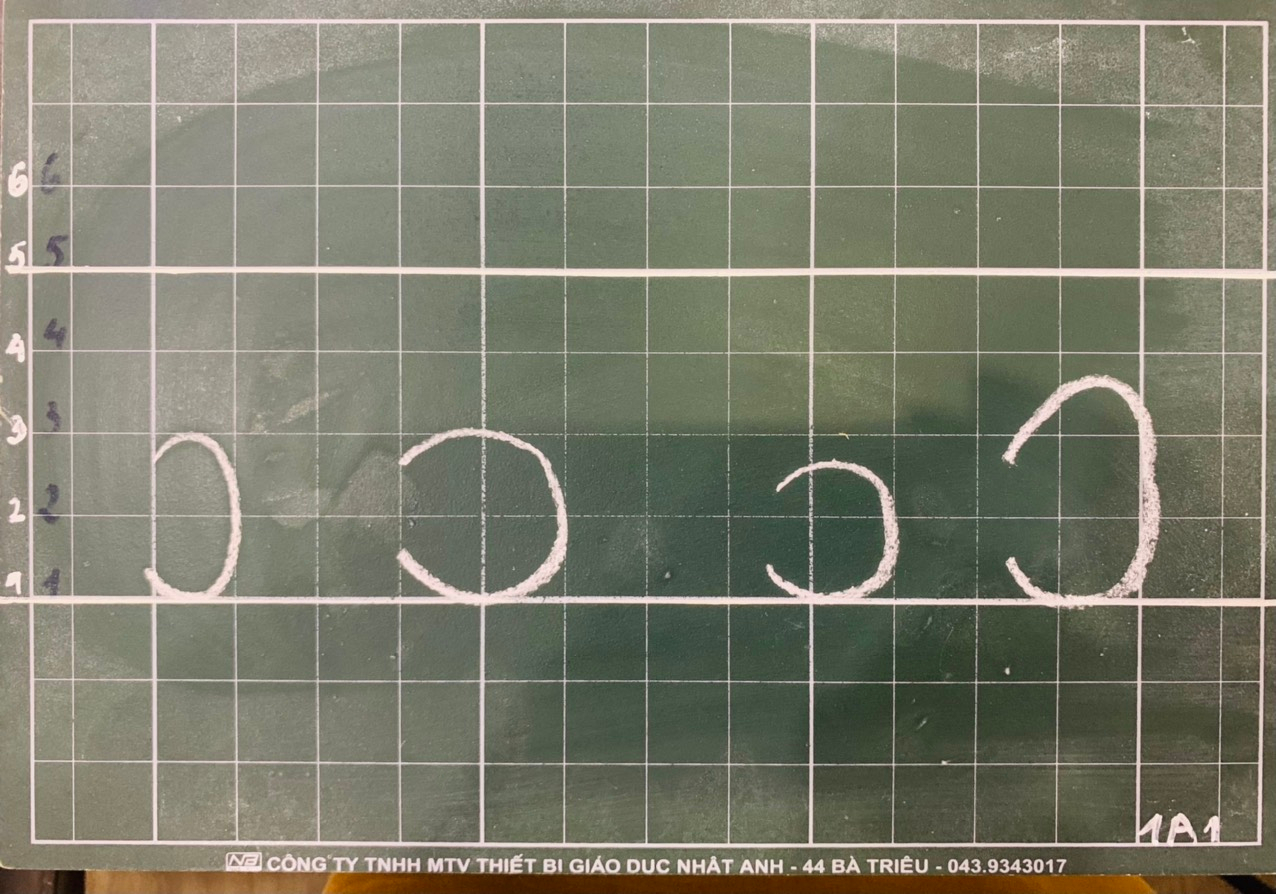 6 6
5 5
4 4
3 3
2 2
1 1
Ɔ Ɔ Ɔ Ɔ
1A1
NA CÔNG TY TNHH MTV THIẾT BỊ GIÁO DỤC NHẬT ANH - 44 BÀ TRIỆU - 043.9343017